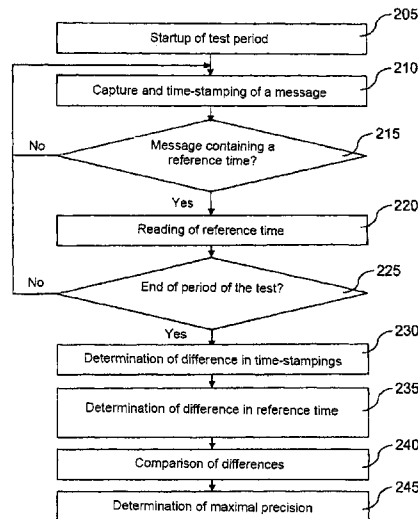 205
Startup of test period
210
Capture and time-stamping of a message
215
No
Message containing a
reference time?
Yes
220
Reading of reference time
225
No
End of period of the test?
Yes
230
Determination of difference in time-stampings
235
Determination of difference in reference time
240
Comparison of differences
245
Determination of maximal precision